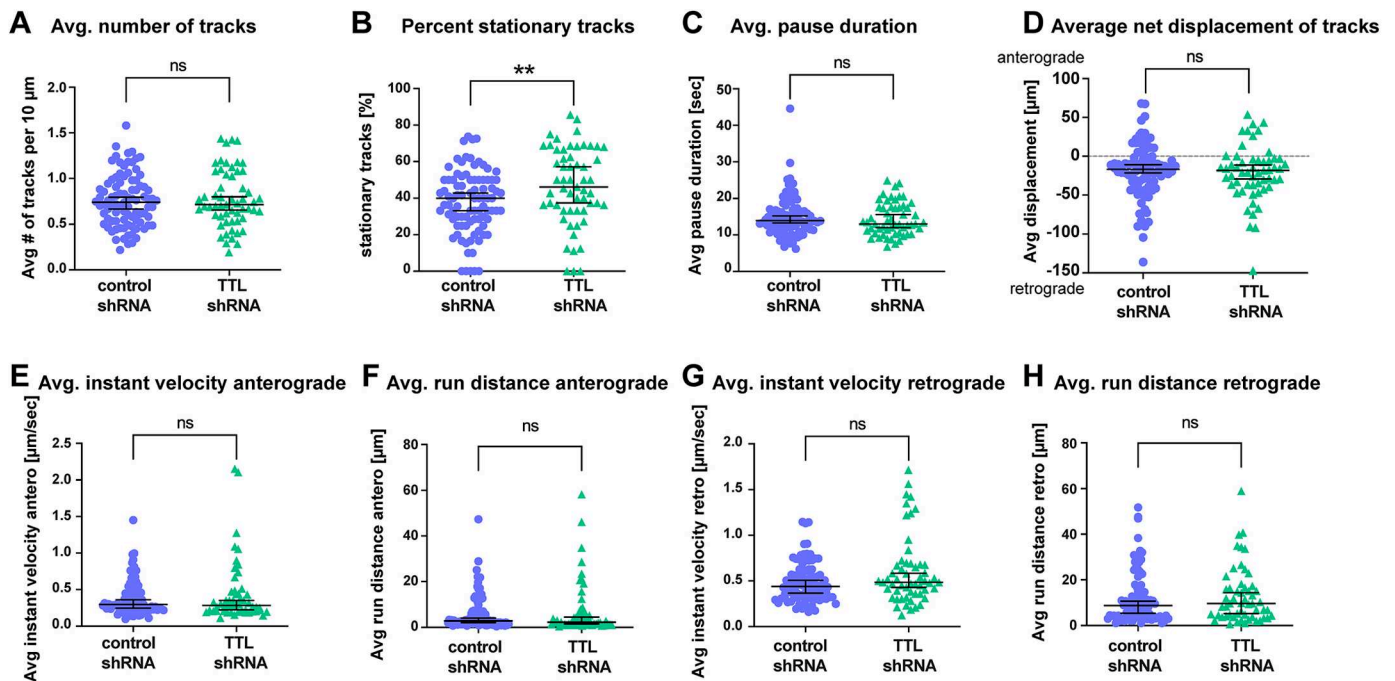 A Avg. number of tracks
ns
Avg # of tracks per 10 µm
2.0
1.5
1.0
0.5
0.0
control
shRNA
TTL
shRNA
B Percent stationary tracks
**
stationary tracks [%]
100
80
60
40
20
0
control
shRNA
TTL
shRNA
C Avg. pause duration
ns
Avg pause duration [sec]
50
40
30
20
10
0
control
shRNA
TTL
shRNA
D Average net displacement of tracks
anterograde
ns
Avg displacement [µm]
100
50
0
-50
-100
-150
retrograde
control
shRNA
TTL
shRNA
E Avg. instant velocity anterograde
ns
Avg instant velocity antero [µm/sec]
2.5
2.0
1.5
1.0
0.5
0.0
control
shRNA
TTL
shRNA
F Avg. run distance anterograde
ns
Avg run distance antero [µm]
80
60
40
20
0
control
shRNA
TTL
shRNA
G Avg. instant velocity retrograde
ns
Avg instant velocity retro [µm/sec]
2.0
1.5
1.0
0.5
0.0
control
shRNA
TTL
shRNA
H Avg. run distance retrograde
ns
Avg run distance retro [µm]
80
60
40
20
0
control
shRNA
TTL
shRNA